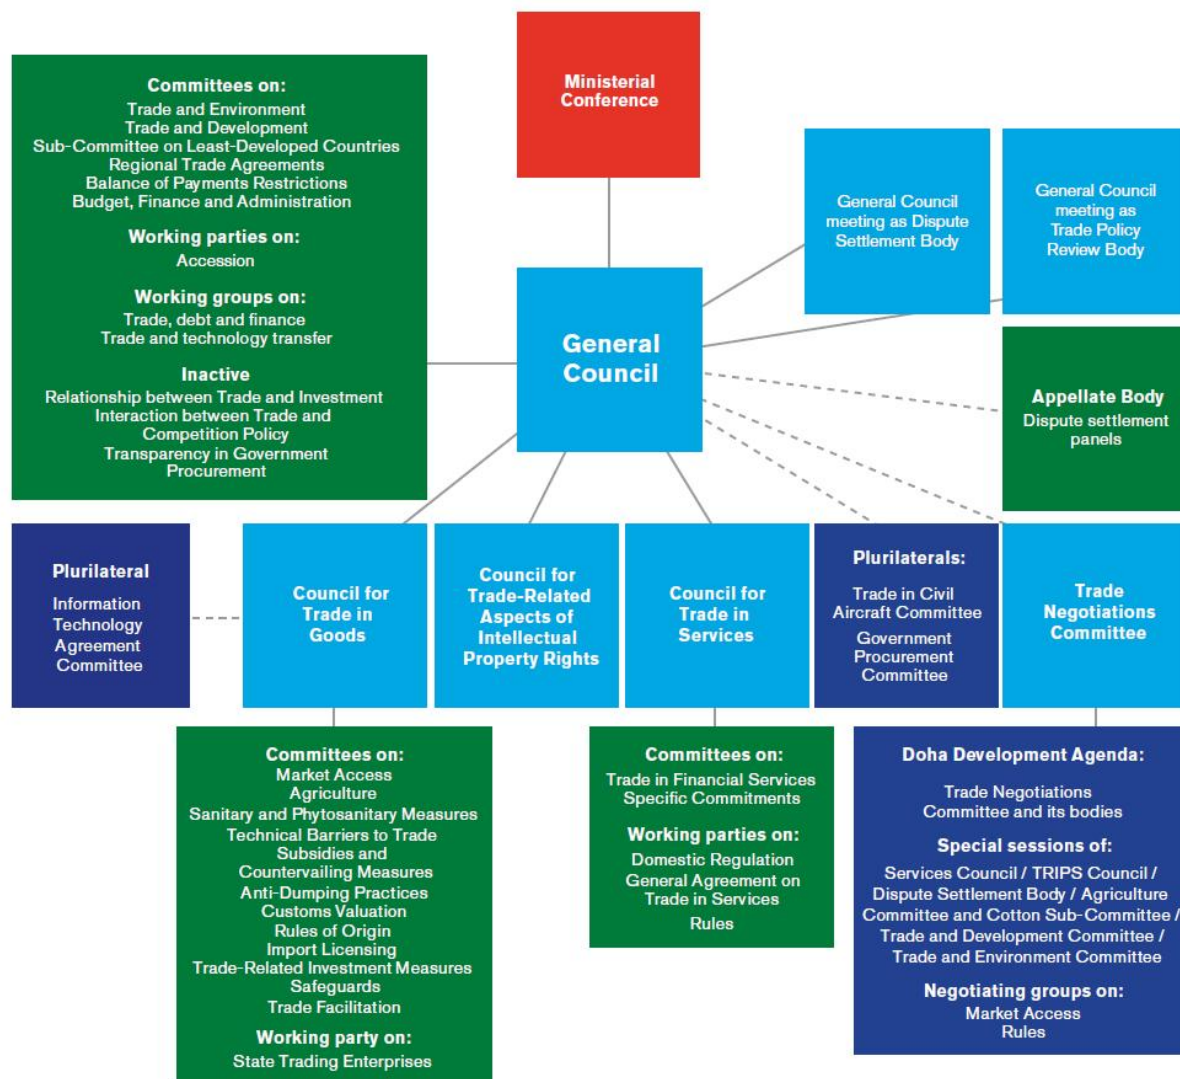 Ministerial
Conference
Committees on:
Trade and Environment
Trade and Development
Sub-Committee on Least-Developed Countries
Regional Trade Agreements
Balance of Payments Restrictions
Budget, Finance and Administration
Working parties on:
Accession
Working groups on:
Trade, debt and finance
Trade and technology transfer
Inactive
Relationship between Trade and Investment
Interaction between Trade and
Competition Policy
Transparency in Government
Procurement
General Council
meeting as Dispute
Settlement Body
General Council
meeting as
Trade Policy
Review Body
General
Council
Appellate Body
Dispute settlement
panels
Plurilateral
Information
Technology
Agreement
Committee
Council for
Trade in
Goods
Council for
Trade-Related
Aspects of
Intellectual
Property Rights
Council for
Trade in
Services
Plurilaterals:
Trade in Civil
Aircraft Committee
Government
Procurement
Committee
Trade
Negotiations
Committee
Committees on:
Market Access
Agriculture
Sanitary and Phytosanitary Measures
Technical Barriers to Trade
Subsidies and
Countervailing Measures
Anti-Dumping Practices
Customs Valuation
Rules of Origin
Import Licensing
Trade-Related Investment Measures
Safeguards
Trade Facilitation
Working party on:
State Trading Enterprises
Committees on:
Trade in Financial Services
Specific Commitments
Working parties on:
Domestic Regulation
General Agreement on
Trade in Services
Rules
Doha Development Agenda:
Trade Negotiations
Committee and its bodies
Special sessions of:
Services Council / TRIPS Council /
Dispute Settlement Body / Agriculture
Committee and Cotton Sub-Committee /
Trade and Development Committee /
Trade and Environment Committee
Negotiating groups on:
Market Access
Rules